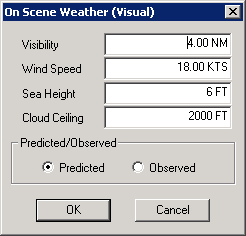 On Scene Weather (Visual)
Visibility 4.00 NM
Wind Speed 18.00 KTS
Sea Height 6 FT
Cloud Ceiling 2000 FT
Predicted/Observed
Predicted Observed
OK Cancel